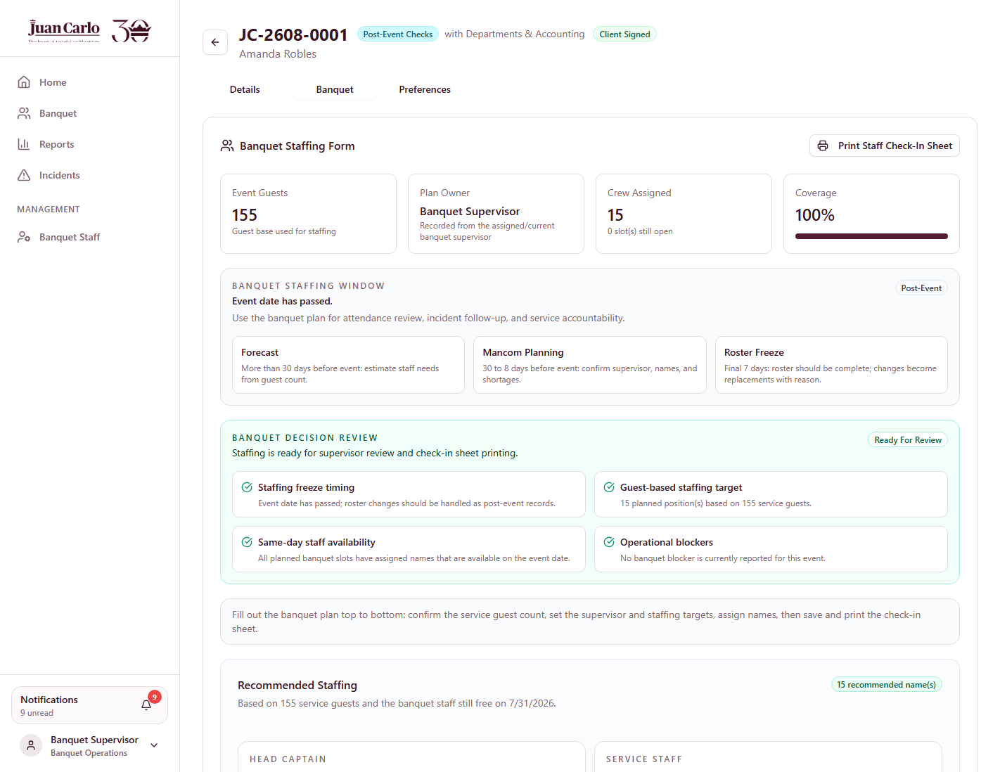 Juan Carlo 30
JC-2608-0001 Post-Event Checks with Departments & Accounting Client Signed
Amanda Robles
Home
Banquet
Reports
Incidents
MANAGEMENT
Banquet Staff
Notifications
9 unread
9
Banquet Supervisor
Banquet Operations
Details Banquet Preferences
Banquet Staffing Form
Print Staff Check-In Sheet
Event Guests
155
Guest base used for staffing
Plan Owner
Banquet Supervisor
Recorded from the assigned/current
banquet supervisor
Crew Assigned
15
0 slot(s) still open
Coverage
100%
BANQUET STAFFING WINDOW
Post-Event
Event date has passed.
Use the banquet plan for attendance review, incident follow-up, and service accountability.
Forecast
More than 30 days before event: estimate staff needs
from guest count.
Mancom Planning
30 to 8 days before event: confirm supervisor, names, and
shortages.
Roster Freeze
Final 7 days: roster should be complete; changes become
replacements with reason.
BANQUET DECISION REVIEW
Ready For Review
Staffing is ready for supervisor review and check-in sheet printing.
Staffing freeze timing
Event date has passed; roster changes should be handled as post-event records.
Guest-based staffing target
15 planned position(s) based on 155 service guests.
Same-day staff availability
All planned banquet slots have assigned names that are available on the event date.
Operational blockers
No banquet blocker is currently reported for this event.
Fill out the banquet plan top to bottom: confirm the service guest count, set the supervisor and staffing targets, assign names, then save and print the check-in
sheet.
Recommended Staffing
15 recommended name(s)
Based on 155 service guests and the banquet staff still free on 7/31/2026.
HEAD CAPTAIN
SERVICE STAFF